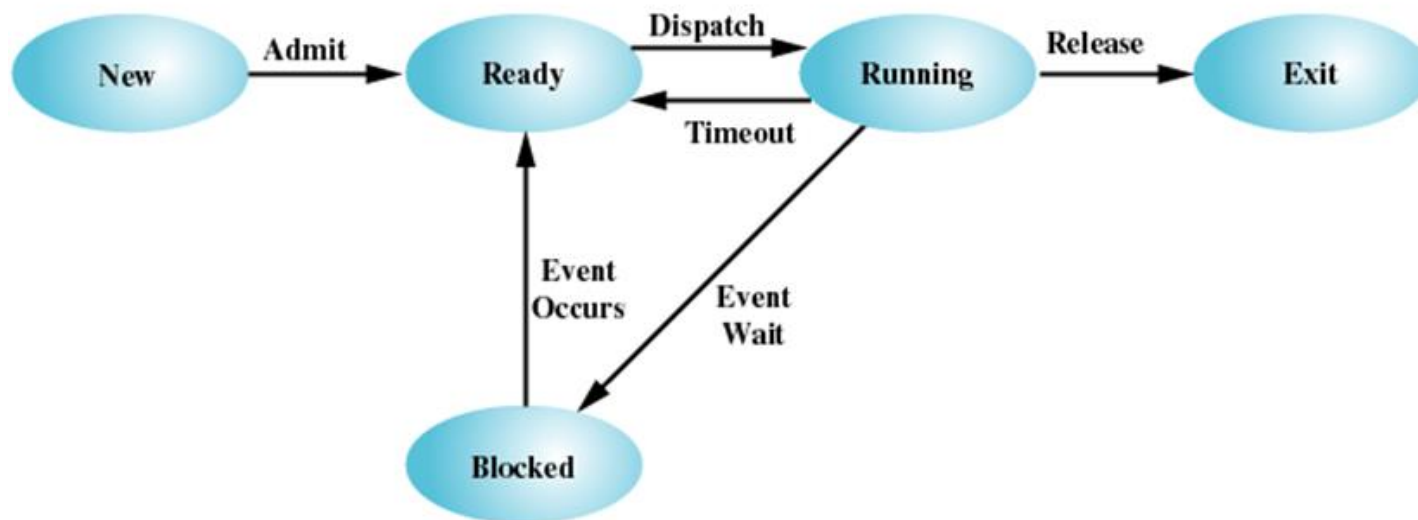 Dispatch
Release
Admit
New
Ready
Running
Exit
Timeout
Event
Occurs
Event
Wait
Blocked